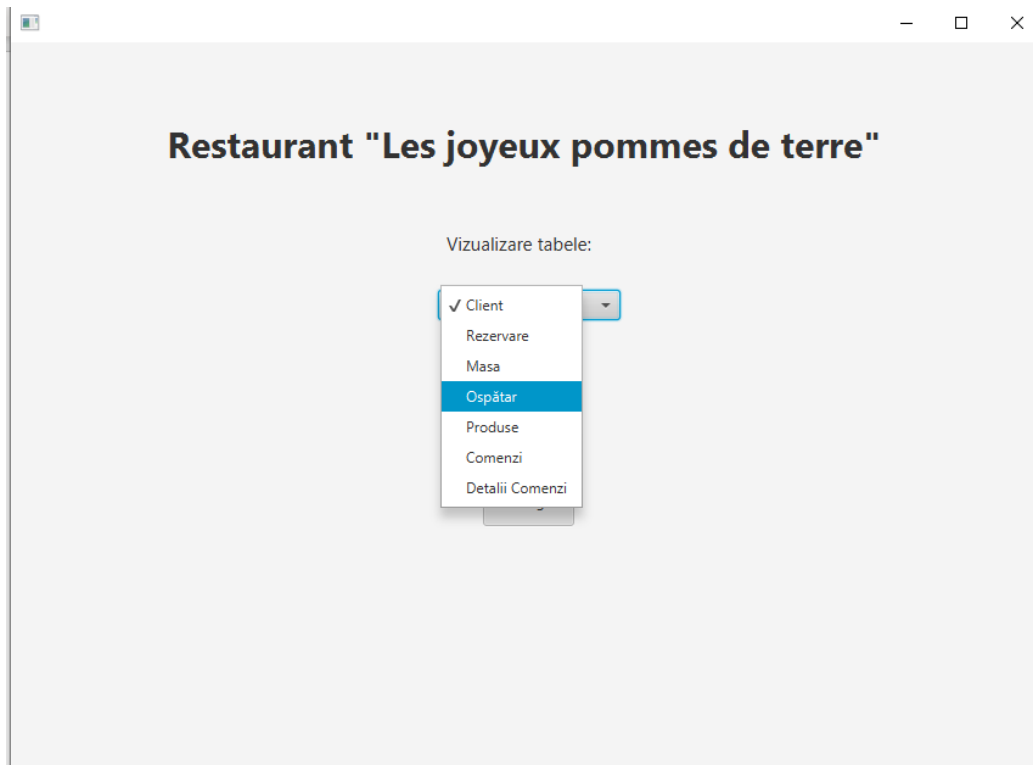 Restaurant "Les joyeux pommes de terre"
Vizualizare tabele:
✓ Client
Rezervare
Masa
Ospătar
Produse
Comenzi
Detalii Comenzi